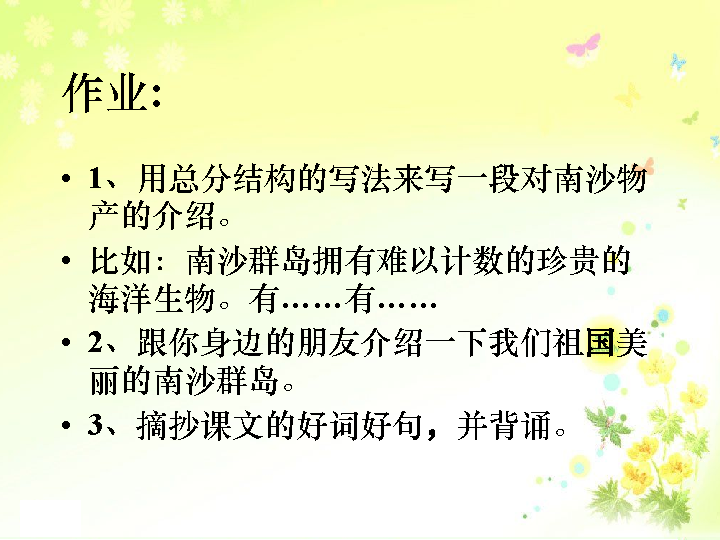 作业:
• 1、用总分结构的写法来写一段对南沙物
产的介绍。
• 比如：南沙群岛拥有难以计数的珍贵的
海洋生物。有……有……
• 2、跟你身边的朋友介绍一下我们祖国美
丽的南沙群岛。
• 3、摘抄课文的好词好句，并背诵。